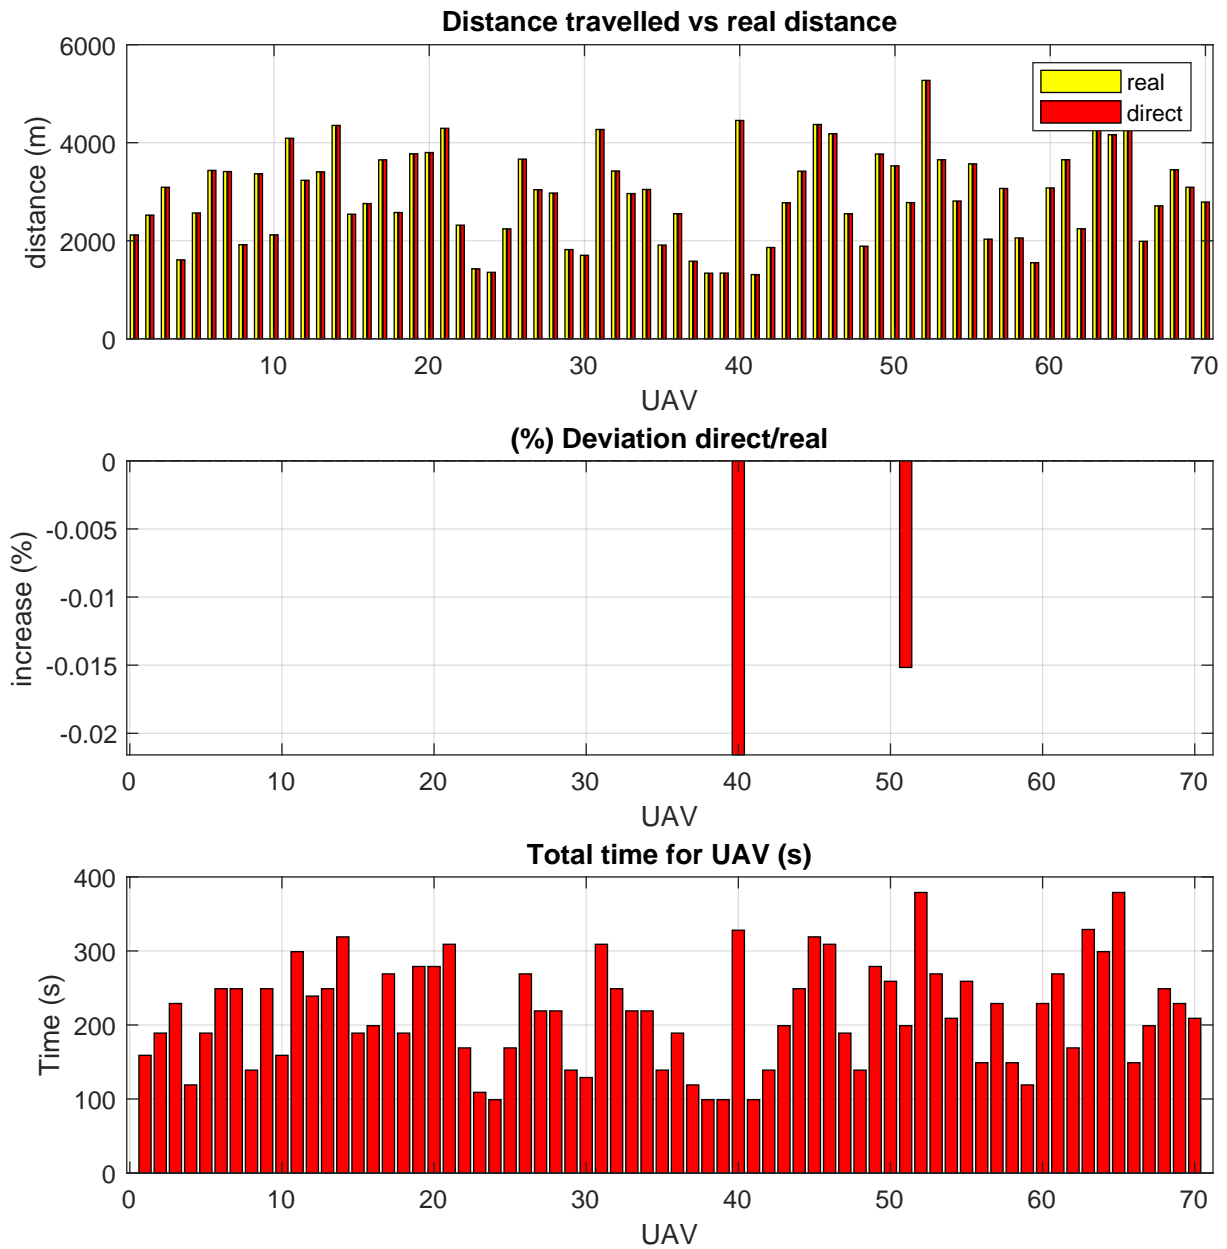 Distance travelled vs real distance
6000
4000
2000
0
distance (m)
real
direct
10 20 30 40 50 60 70
UAV
(%) Deviation direct/real
0
-0.005
-0.01
-0.015
-0.02
increase (%)
0 10 20 30 40 50 60 70
UAV
Total time for UAV (s)
400
300
200
100
0
Time (s)
0 10 20 30 40 50 60 70
UAV